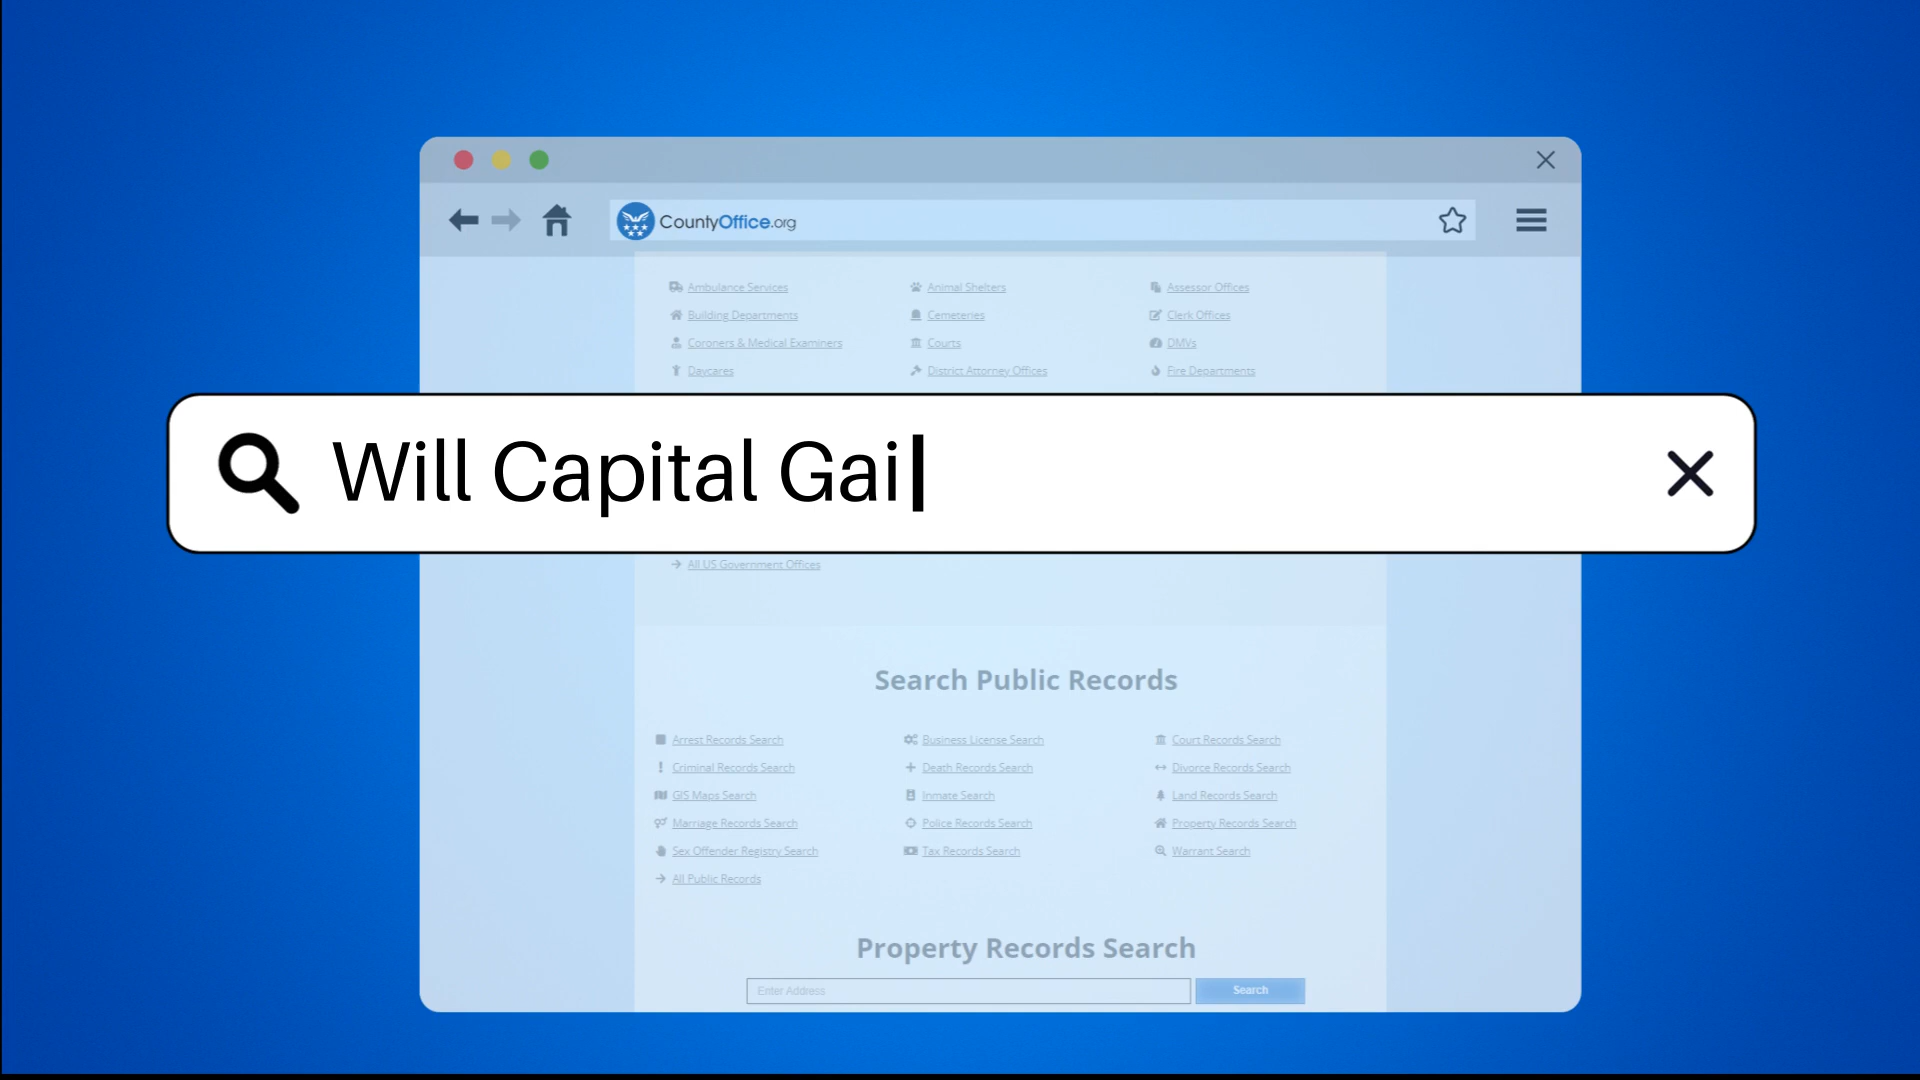 CountyOffice.org
Ambulance Services Animal Shelters Assessor Offices
Building Departments Cemeteries Clerk Offices
Coroners & Medical Examiners Courts DMVs
Daycares District Attorney Offices Fire Departments
Will Capital Gai
All US Government Offices
Search Public Records
Arrest Records Search Business License Search Court Records Search
Criminal Records Search Death Records Search Divorce Records Search
GIS Maps Search Inmate Search Land Records Search
Marriage Records Search Police Records Search Property Records Search
Sex Offender Registry Search Tax Records Search Warrant Search
All Public Records
Property Records Search
Enter Address Search